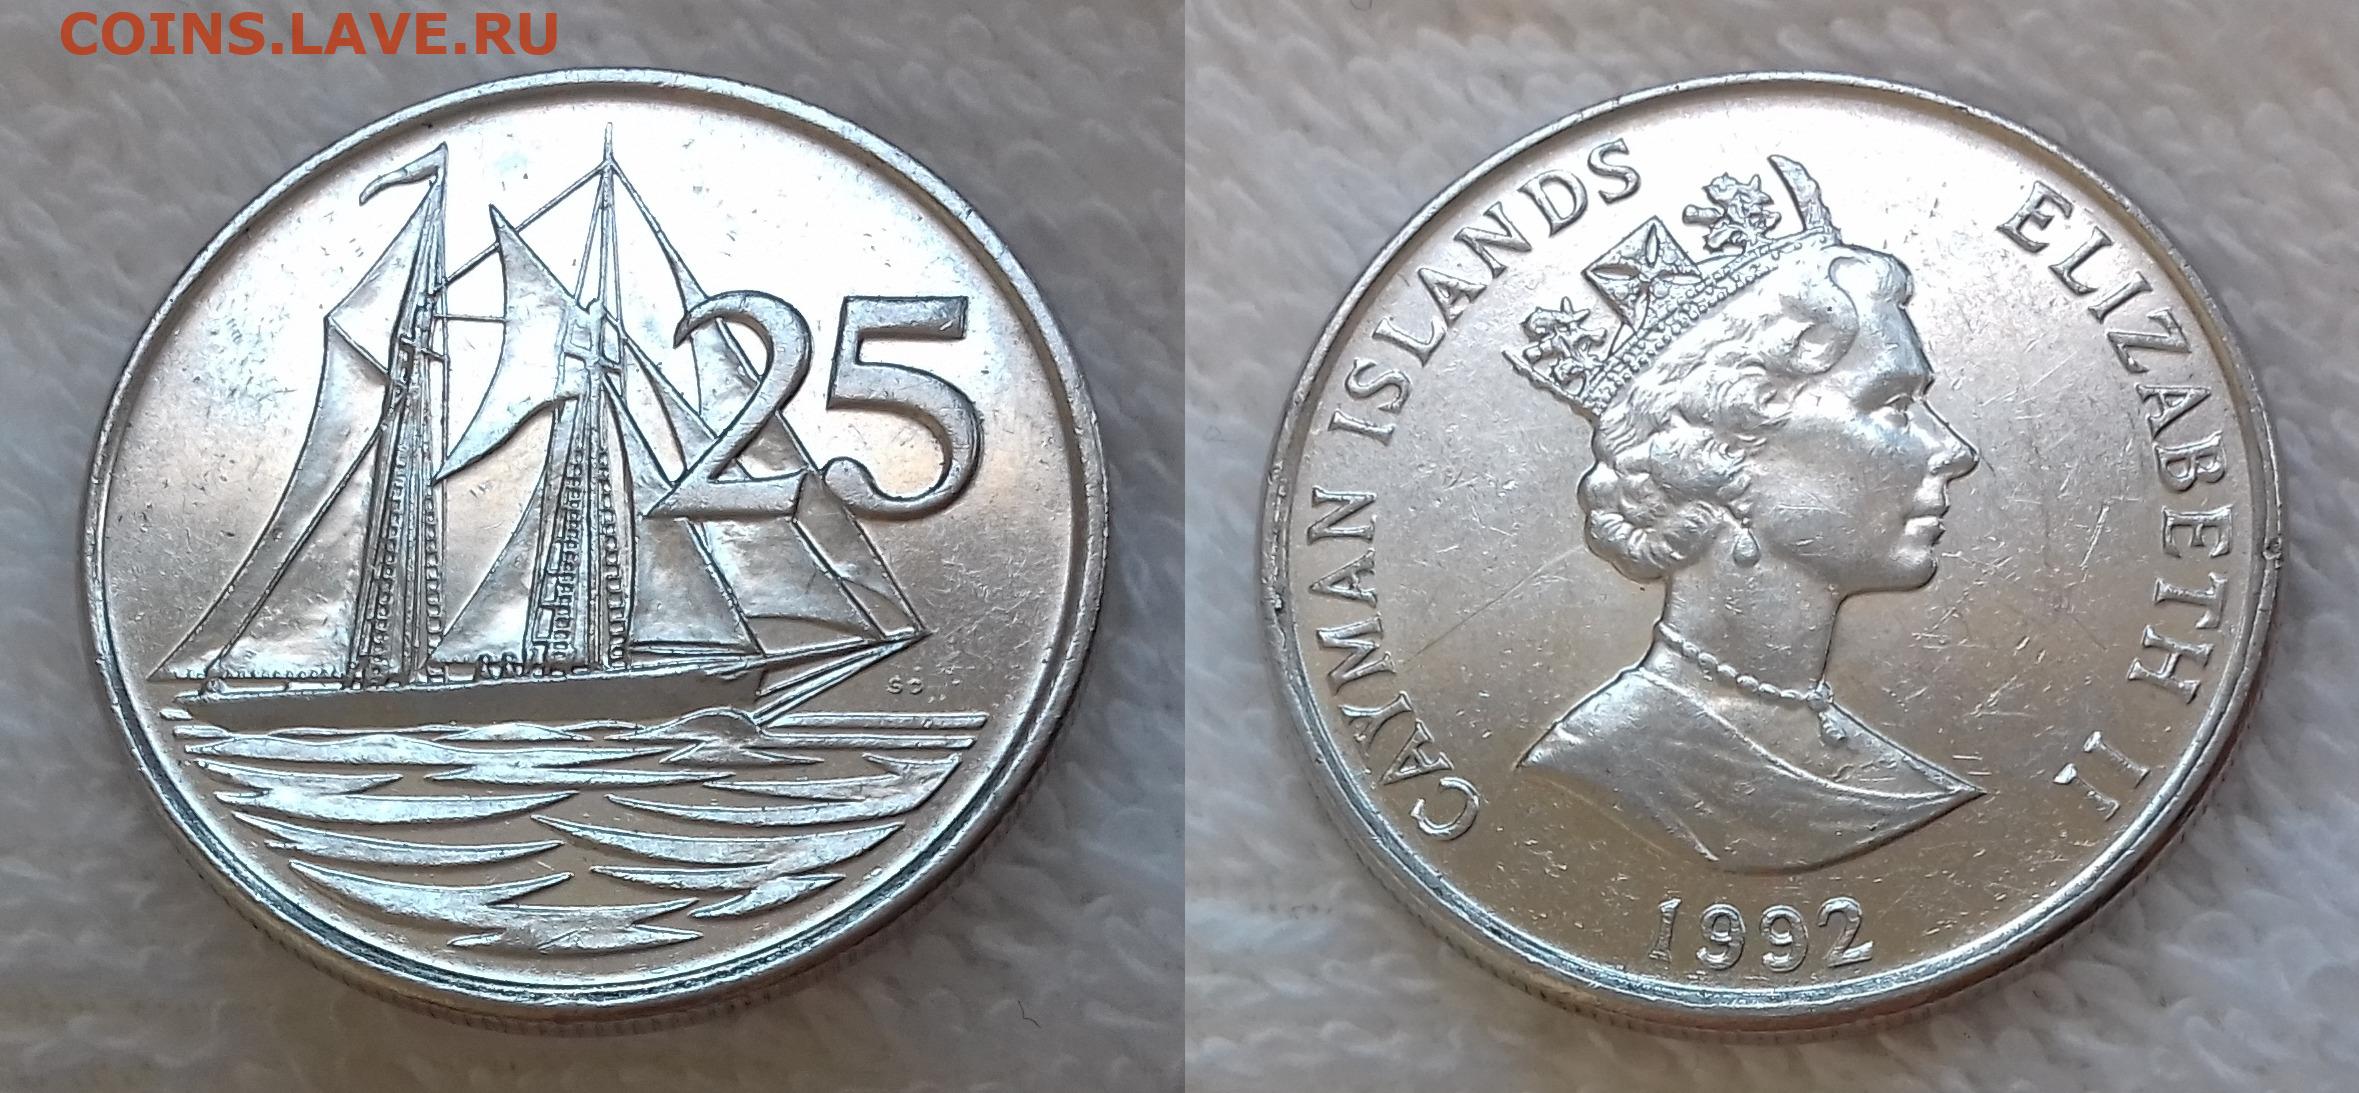 COINS.LAVE.RU
25
CAYMAN ISLANDS
ELIZABETH II
1992